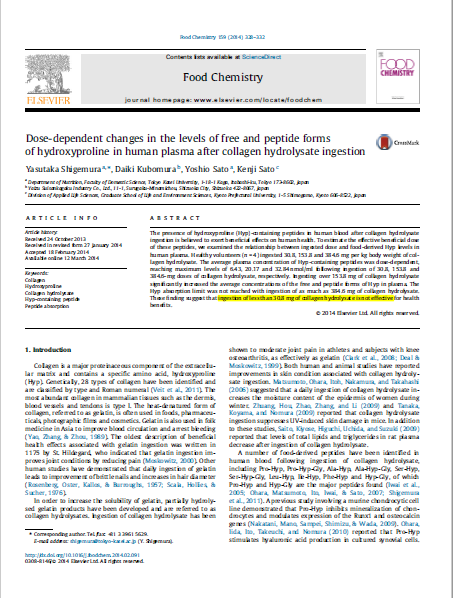 Food Chemistry 159 (2014) 328–332
Contents lists available at ScienceDirect
Food Chemistry
journal homepage: www.elsevier.com/locate/foodchem
ELSEVIER
FOOD
CHEMISTRY
Dose-dependent changes in the levels of free and peptide forms
of hydroxyproline in human plasma after collagen hydrolysate ingestion
CrossMark
Yasutaka Shigemura a,*, Daiki Kubomura b, Yoshio Sato a, Kenji Sato c
a Department of Nutrition, Faculty of Domestic Science, Tokyo Kasei University, 1-18-1 Kaga, Itabashi-ku, Tokyo 173-8602, Japan
b Yaizu Suisankagaku Industry Co., Ltd., 11-1, Suruga-ku, Shizuoka City, Shizuoka 422-8067, Japan
c Division of Applied Life Sciences, Graduate School of Life and Environmental Sciences, Kyoto Prefectural University, 1-5 Shimogamo, Kyoto 606-8522, Japan
ARTICLE INFO
Article history:
Received 24 October 2013
Received in revised form 27 January 2014
Accepted 18 February 2014
Available online 12 March 2014
Keywords:
Collagen
Hydroxyproline
Collagen hydrolysate
Hyp-containing peptide
Peptide absorption
ABSTRACT
The presence of hydroxyproline (Hyp)-containing peptides in human blood after collagen hydrolysate
ingestion is believed to exert beneficial effects on human health. To estimate the effective beneficial dose
of these peptides, we examined the relationship between ingested dose and food-derived Hyp levels in
human plasma. Healthy volunteers (n = 4) ingested 30.8, 153.8 and 384.6 mg per kg body weight of col-
lagen hydrolysate. The average plasma concentration of Hyp-containing peptides was dose-dependent,
reaching maximum levels of 6.43, 20.17 and 32.84 nmol/ml following ingestion of 30.8, 153.8 and
384.6-mg doses of collagen hydrolysate, respectively. Ingesting over 153.8 mg of collagen hydrolysate
significantly increased the average concentrations of the free and peptide forms of Hyp in plasma. The
Hyp absorption limit was not reached with ingestion of as much as 384.6 mg of collagen hydrolysate.
These finding suggest that ingestion of less than 30.8 mg of collagen hydrolysate is not effective for health
benefits.
© 2014 Elsevier Ltd. All rights reserved.
1. Introduction
Collagen is a major proteinaceous component of the extracellu-
lar matrix and contains a specific amino acid, hydroxyproline
(Hyp). Genetically, 28 types of collagen have been identified and
are classified by type and Roman numeral (Veit et al., 2011). The
most abundant collagen in mammalian tissues such as the dermis,
blood vessels and tendons is type I. The heat-denatured form of
collagen, referred to as gelatin, is often used in foods, pharmaceu-
ticals, photographic films and cosmetics. Gelatin is also used in folk
medicine in Asia to improve blood circulation and arrest bleeding
(Yao, Zhang, & Zhou, 1989). The oldest description of beneficial
health effects associated with gelatin ingestion was written in
1175 by St. Hildegard, who indicated that gelatin ingestion im-
proves joint conditions by reducing pain (Moskowitz, 2000). Other
human studies have demonstrated that daily ingestion of gelatin
leads to improvement of brittle nails and increases in hair diameter
(Rosenberg, Oster, Kallos, & Burroughs, 1957; Scala, Hollies, &
Sucher, 1976).
In order to increase the solubility of gelatin, partially hydroly-
sed gelatin products have been developed and are referred to as
collagen hydrolysates. Ingestion of collagen hydrolysate has been
shown to moderate joint pain in athletes and subjects with knee
osteoarthritis, as effectively as gelatin (Clark et al., 2008; Deal &
Moskowitz, 1999). Both human and animal studies have reported
improvements in skin condition associated with collagen hydroly-
sate ingestion. Matsumoto, Ohara, Itoh, Nakamura, and Takahashi
(2006) suggested that a daily intake of collagen hydrolysate in-
creases the moisture content of the epidermis of women during
winter. Zhuang, Hou, Zhao, Zhang, and Li (2009) and Tanaka,
Koyama, and Nomura (2009) reported that collagen hydrolysate
ingestion suppresses UV-induced skin damage in mice. In addition
to these studies, Saito, Kiyose, Higuchi, Uchida, and Suzuki (2009)
reported that levels of total lipids and triglycerides in rat plasma
decrease after ingestion of collagen hydrolysate.
A number of food-derived peptides have been identified in
human blood following ingestion of collagen hydrolysate,
including Pro-Hyp, Pro-Hyp-Gly, Ala-Hyp, Ala-Hyp-Gly, Ser-Hyp,
Ser-Hyp-Gly, Leu-Hyp, Ile-Hyp, Phe-Hyp and Hyp-Gly, of which
Pro-Hyp and Hyp-Gly are the major peptides found (Iwai et al.,
2005; Ohara, Matsumoto, Ito, Iwai, & Sato, 2007; Shigemura
et al., 2011). A previous study involving a murine chondrocytic cell
line demonstrated that Pro-Hyp inhibits mineralization of chon-
drocytes and modulates expression of the Runx1 and osteocalcin
genes (Nakatani, Mano, Sampei, Shimizu, & Wada, 2009). Ohara,
Iida, Ito, Takeuchi, and Nomura (2010) reported that Pro-Hyp
stimulates hyaluronic acid production in cultured synovial cells.
* Corresponding author. Tel./fax: +81 3 3961 5629.
E-mail address: shigemura@tokyo-kasei.ac.jp (Y. Shigemura).
http://dx.doi.org/10.1016/j.foodchem.2014.02.091
0308-8146/© 2014 Elsevier Ltd. All rights reserved.